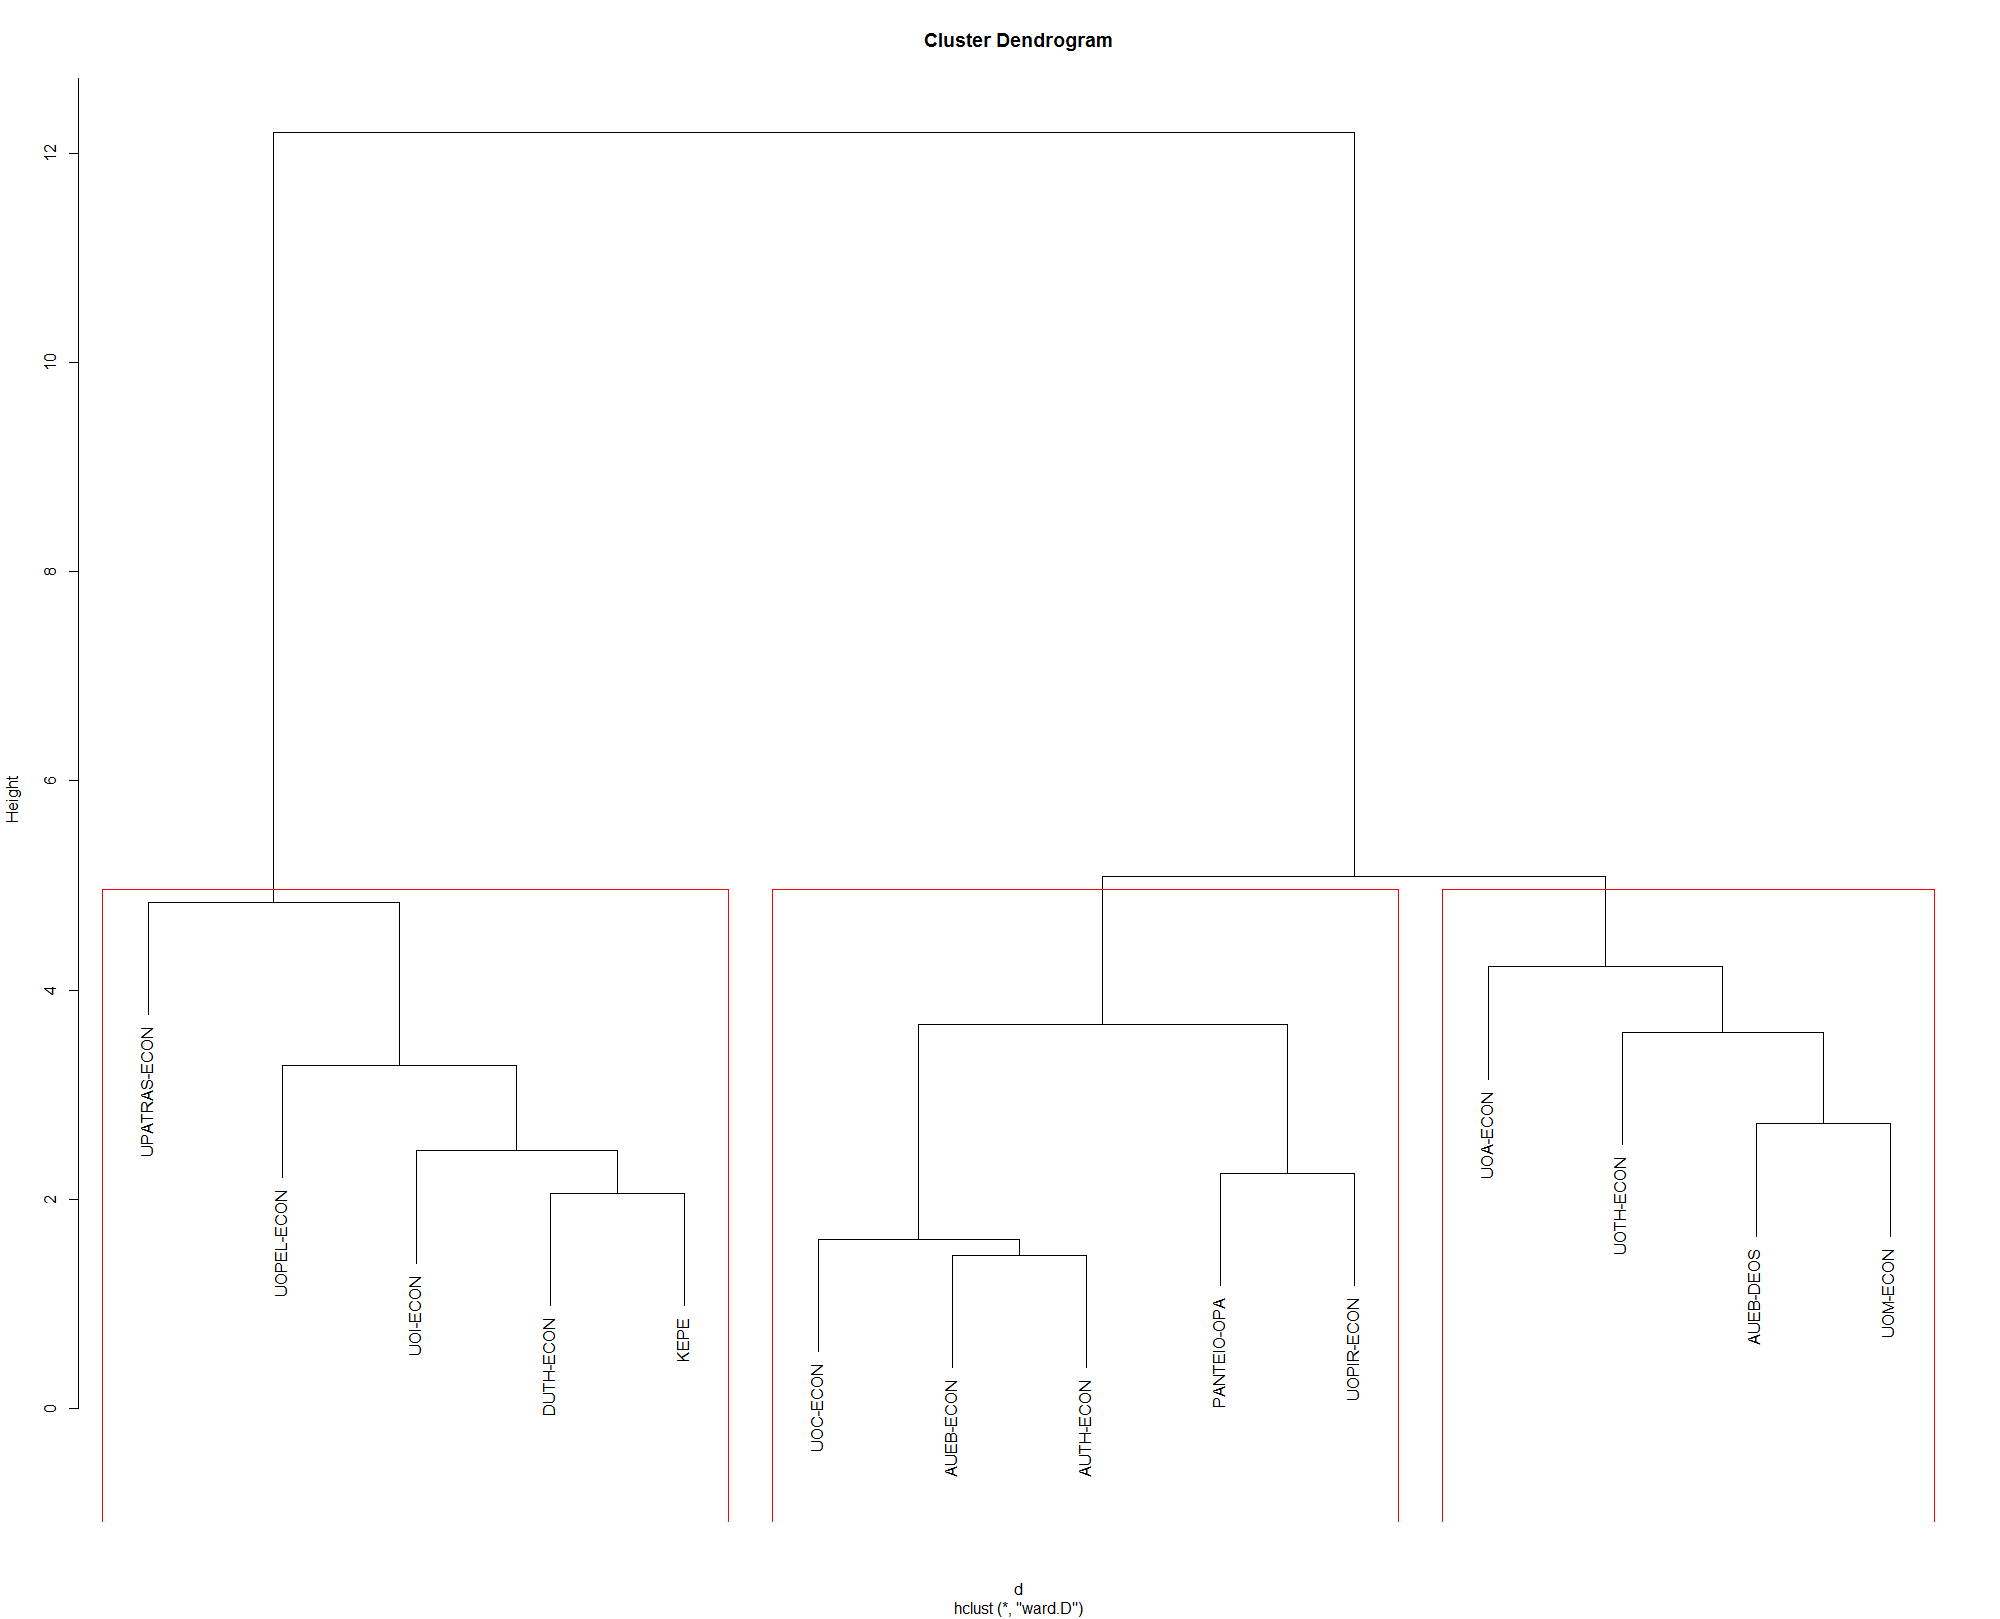 Cluster Dendrogram
Height
12
10
8
6
4
2
0
UPATRAS-ECON
UOPEL-ECON
UOI-ECON
DUTH-ECON
KEPE
UOC-ECON
AUEB-ECON
AUTH-ECON
PANTEIO-OPA
UOPIR-ECON
UOA-ECON
UOTH-ECON
AUEB-DEOS
UOM-ECON
d
hclust (*, "ward.D")